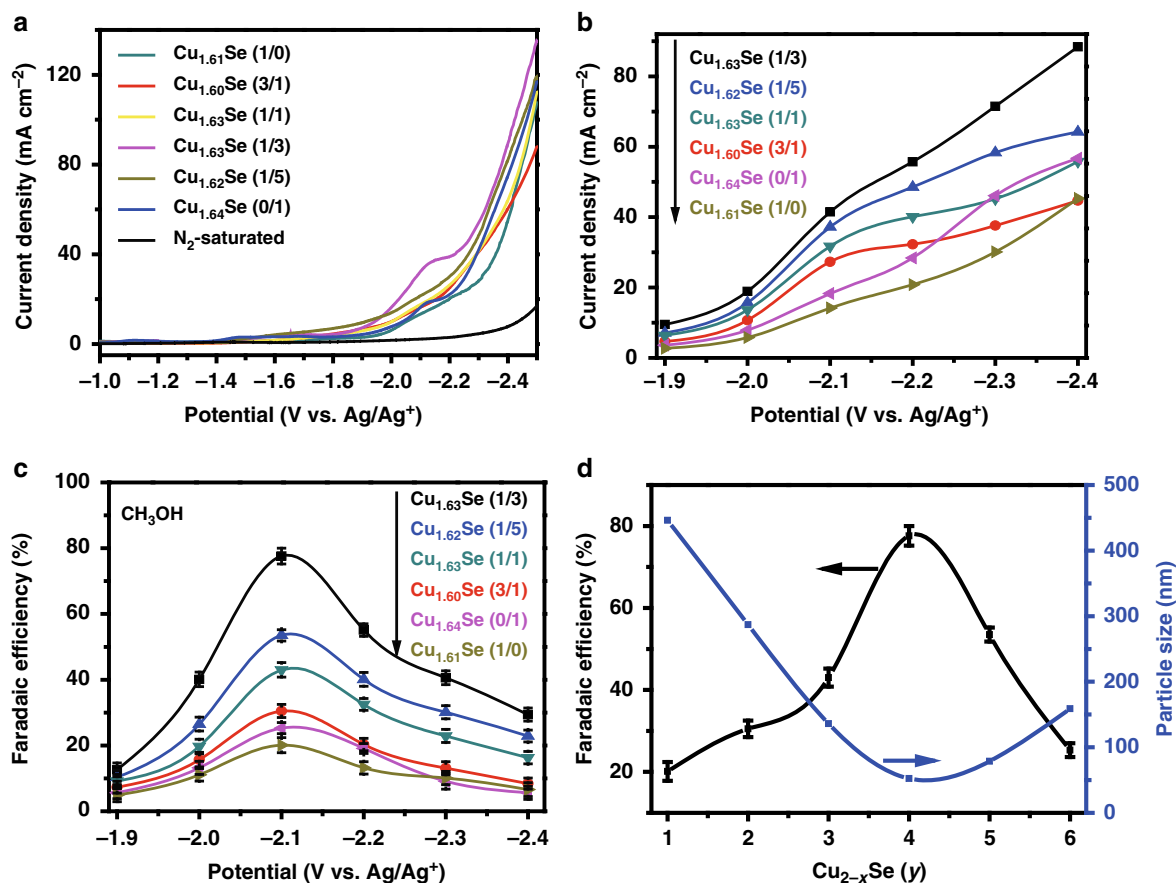 a
Current density (mA cm⁻²)
120
80
40
0
Cu₁.₆₁Se (1/0)
Cu₁.₆₀Se (3/1)
Cu₁.₆₃Se (1/1)
Cu₁.₆₃Se (1/3)
Cu₁.₆₂Se (1/5)
Cu₁.₆₄Se (0/1)
N₂-saturated
−1.0 −1.2 −1.4 −1.6 −1.8 −2.0 −2.2 −2.4
Potential (V vs. Ag/Ag⁺)
b
Current density (mA cm⁻²)
80
60
40
20
0
Cu₁.₆₃Se (1/3)
Cu₁.₆₂Se (1/5)
Cu₁.₆₃Se (1/1)
Cu₁.₆₀Se (3/1)
Cu₁.₆₄Se (0/1)
Cu₁.₆₁Se (1/0)
−1.9 −2.0 −2.1 −2.2 −2.3 −2.4
Potential (V vs. Ag/Ag⁺)
c
Faradaic efficiency (%)
100
80
60
40
20
0
CH₃OH
Cu₁.₆₃Se (1/3)
Cu₁.₆₂Se (1/5)
Cu₁.₆₃Se (1/1)
Cu₁.₆₀Se (3/1)
Cu₁.₆₄Se (0/1)
Cu₁.₆₁Se (1/0)
−1.9 −2.0 −2.1 −2.2 −2.3 −2.4
Potential (V vs. Ag/Ag⁺)
d
Faradaic efficiency (%)
80
60
40
20
500
450
400
350
300
250
200
150
100
50
0
Particle size (nm)
1 2 3 4 5 6
Cu₂₋ₓSe (y)